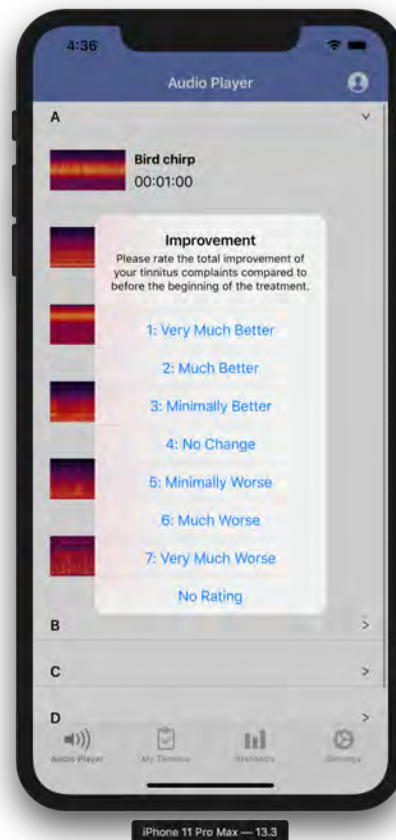 4:36
Audio Player
A
Bird chirp
00:01:00
Improvement
Please rate the total improvement of
your tinnitus complaints compared to
before the beginning of the treatment.
1: Very Much Better
2: Much Better
3: Minimally Better
4: No Change
5: Minimally Worse
6: Much Worse
7: Very Much Worse
No Rating
B
C
D
Audio Player
My Tinnitus
Statistics
Settings
iPhone 11 Pro Max — 13.3